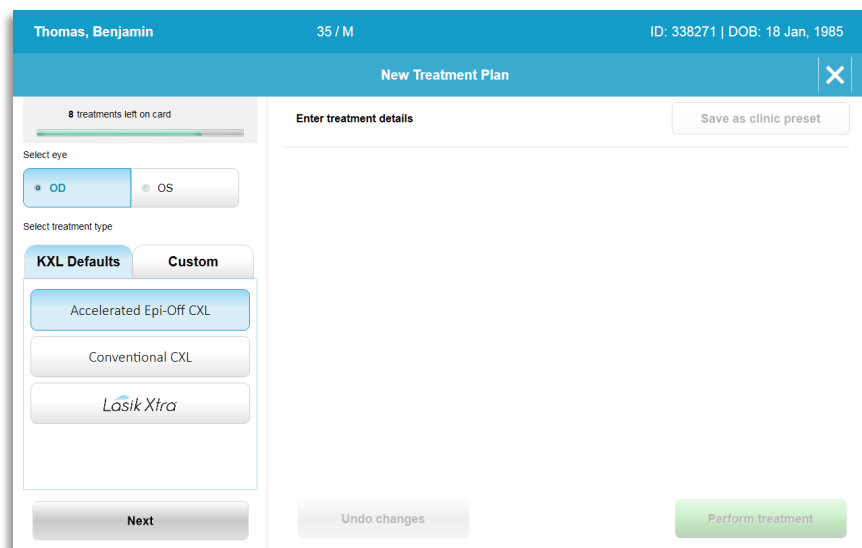 Thomas, Benjamin 35 / M ID: 338271 | DOB: 18 Jan, 1985
New Treatment Plan
8 treatments left on card
Select eye
OD OS
Select treatment type
KXL Defaults Custom
Accelerated Epi-Off CXL
Conventional CXL
Lasik Xtra
Next
Enter treatment details Save as clinic preset
Undo changes Perform treatment